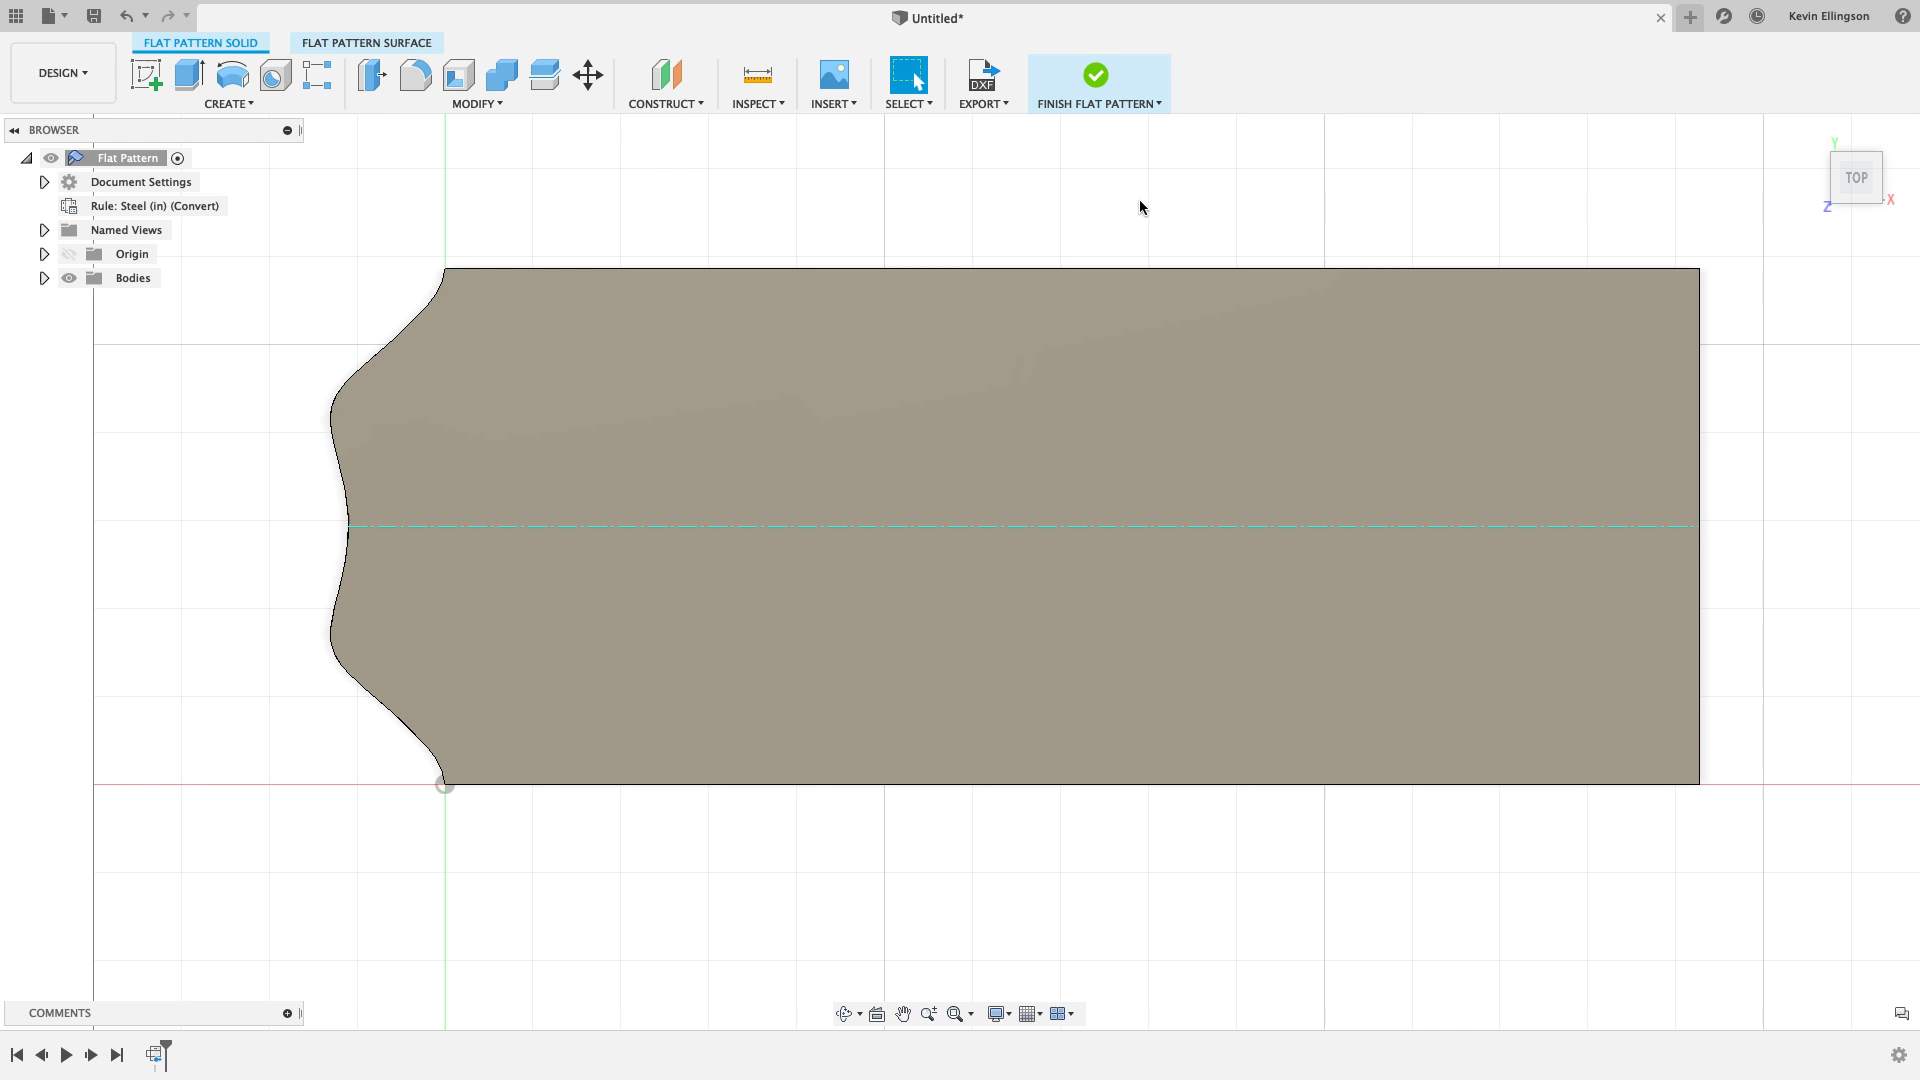 Untitled*
Kevin Ellingson
FLAT PATTERN SOLID
FLAT PATTERN SURFACE
DESIGN
CREATE
MODIFY
CONSTRUCT
INSPECT
INSERT
SELECT
DXF
EXPORT
FINISH FLAT PATTERN
BROWSER
Flat Pattern
Document Settings
Rule: Steel (in) (Convert)
Named Views
Origin
Bodies
Y
TOP
X
Z
COMMENTS